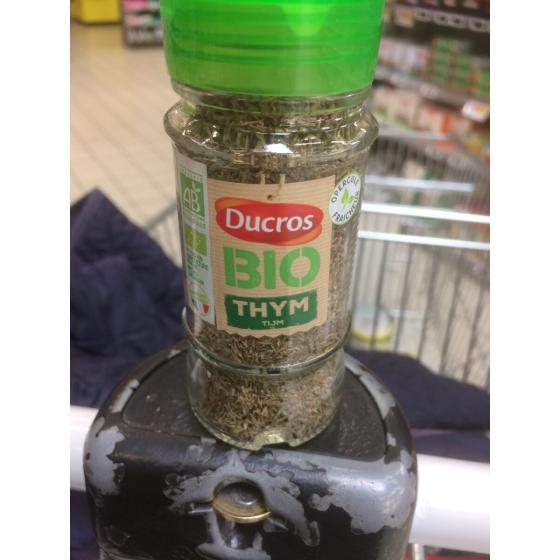 Ducros
BIO
THYM
TIJM
OPERCULE
FRAÎCHEUR
AB